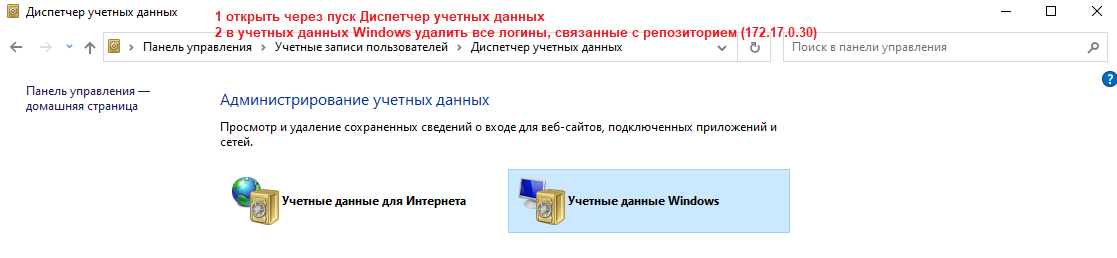 Диспетчер учетных данных
1 открыть через пуск Диспетчер учетных данных
2 в учетных данных Windows удалить все логины, связанные с репозиторием (172.17.0.30)
Панель управления > Учетные записи пользователей > Диспетчер учетных данных
Поиск в панели управления
?
Панель управления —
домашняя страница
Администрирование учетных данных
Просмотр и удаление сохраненных сведений о входе для веб-сайтов, подключенных приложений и
сетей.
Учетные данные для Интернета
Учетные данные Windows